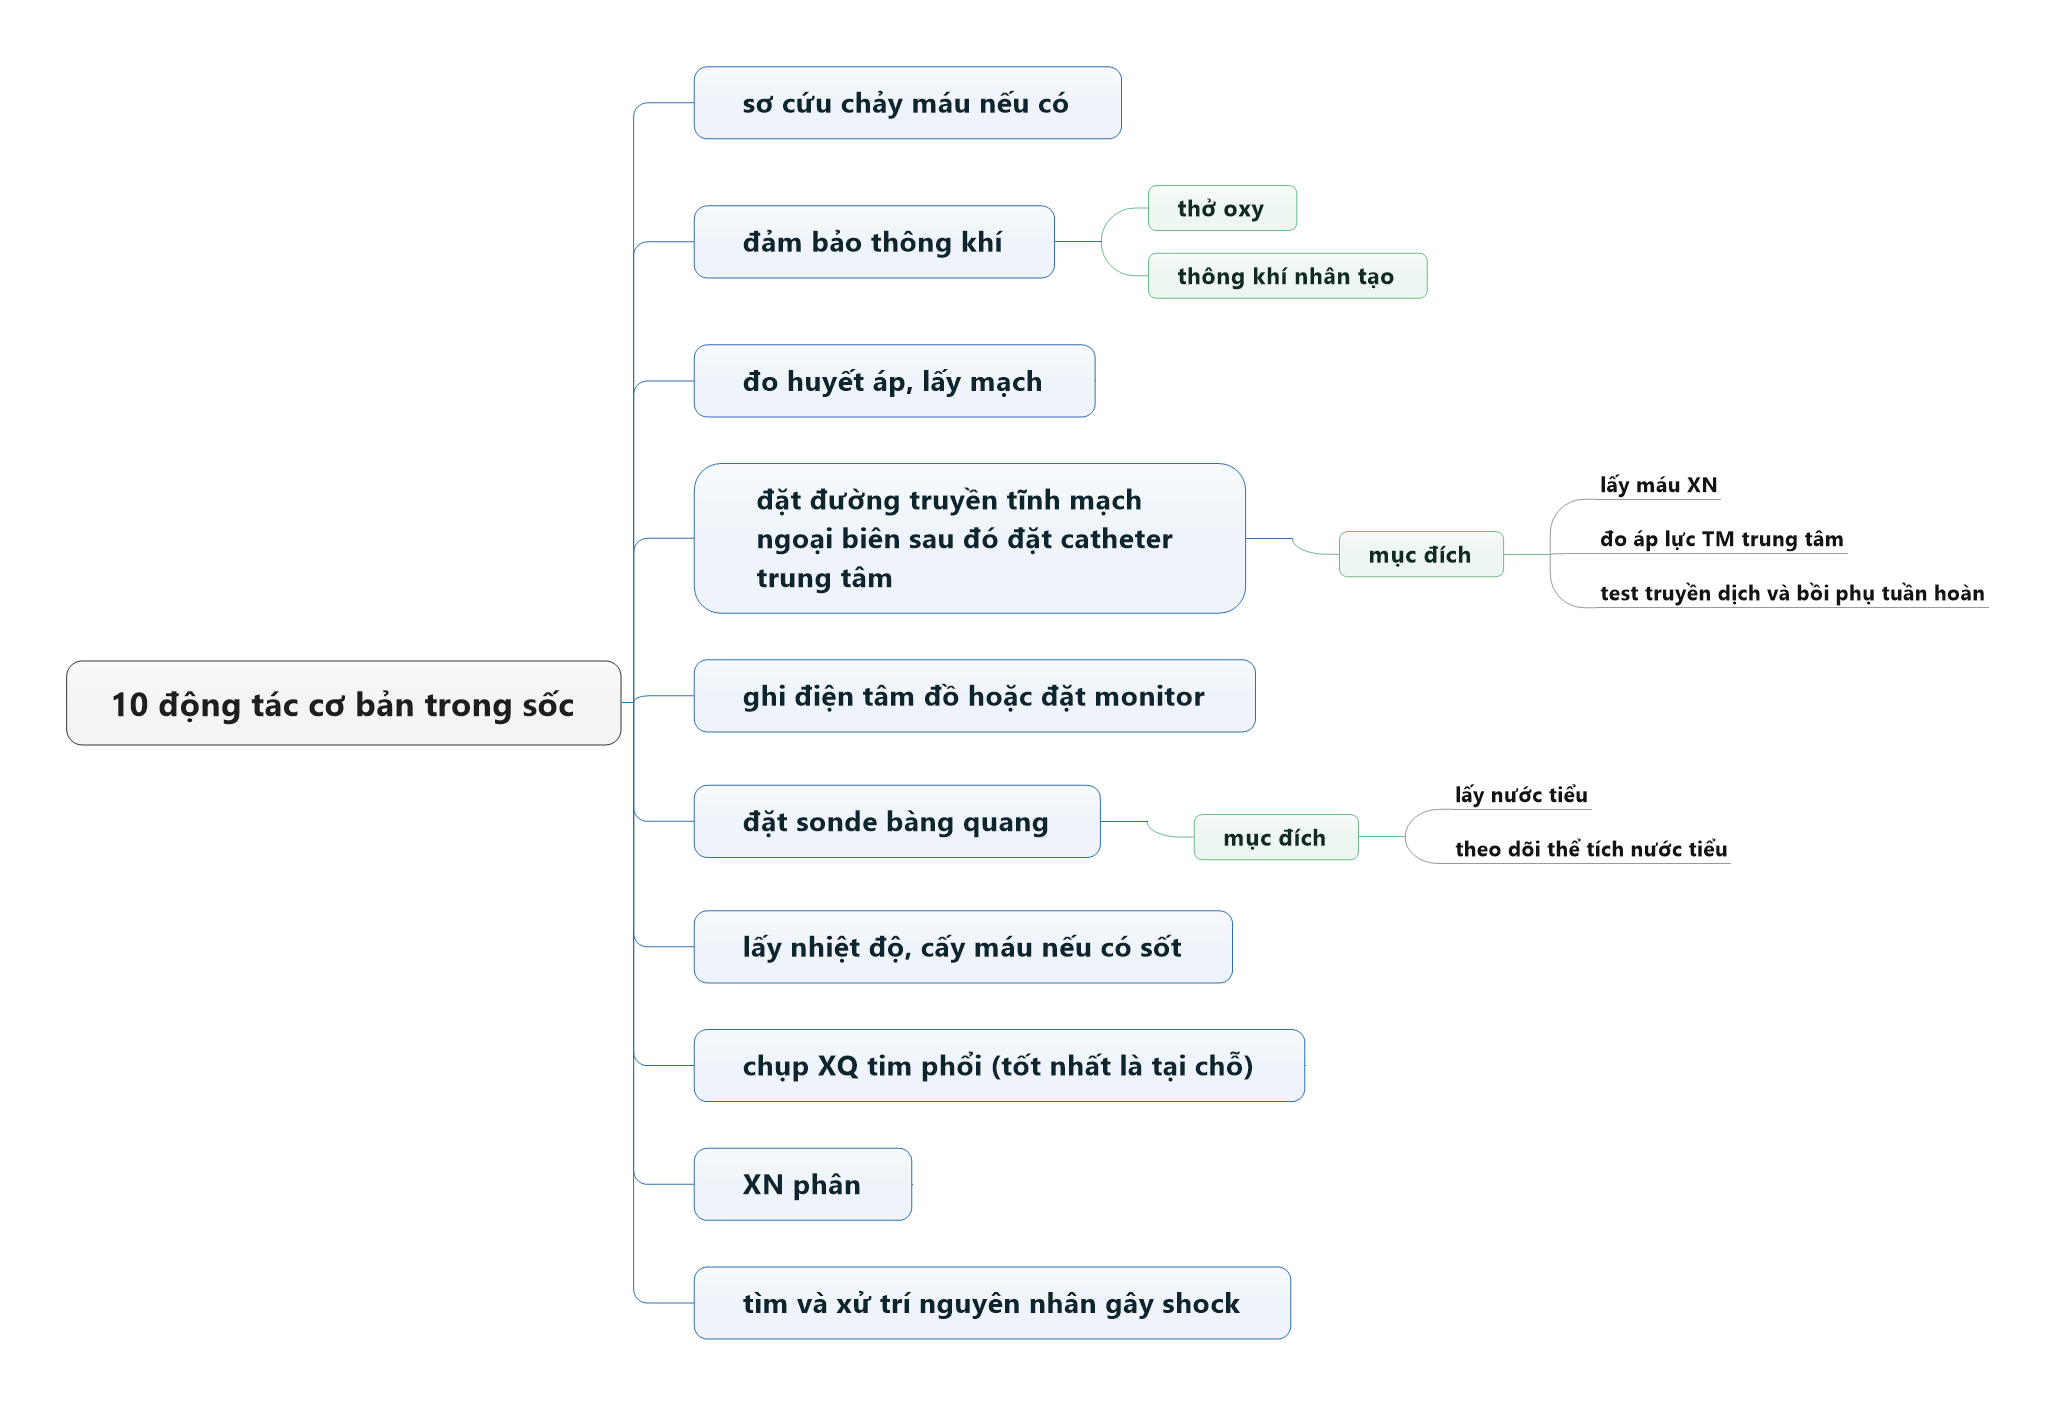 10 động tác cơ bản trong sốc
sơ cứu chảy máu nếu có
đảm bảo thông khí
thở oxy
thông khí nhân tạo
đo huyết áp, lấy mạch
đặt đường truyền tĩnh mạch
ngoại biên sau đó đặt catheter
trung tâm
mục đích
lấy máu XN
đo áp lực TM trung tâm
test truyền dịch và bồi phụ tuần hoàn
ghi điện tâm đồ hoặc đặt monitor
đặt sonde bàng quang
mục đích
lấy nước tiểu
theo dõi thể tích nước tiểu
lấy nhiệt độ, cấy máu nếu có sốt
chụp XQ tim phổi (tốt nhất là tại chỗ)
XN phân
tìm và xử trí nguyên nhân gây shock